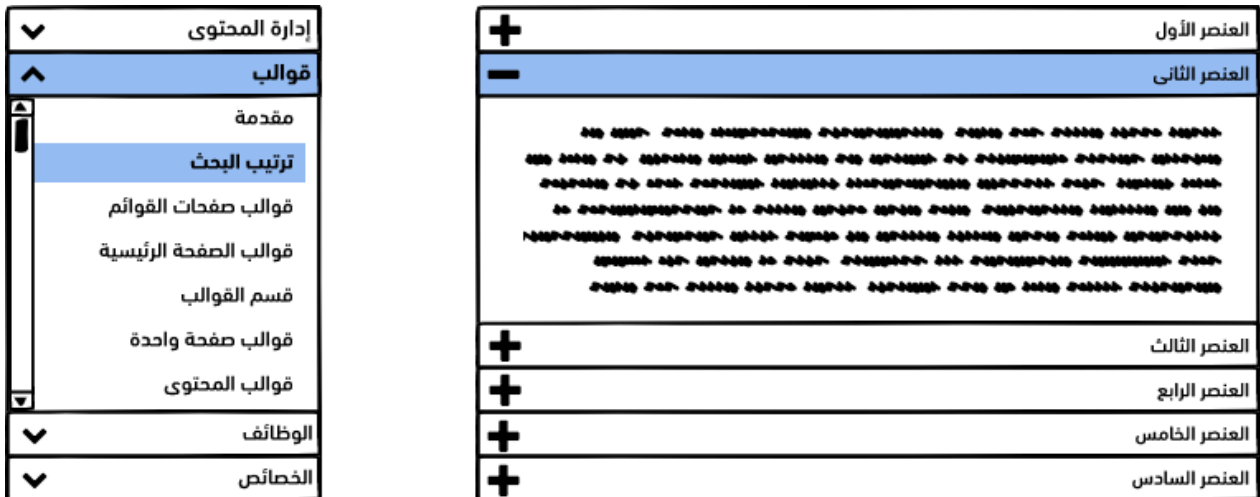 العنصر الأول
العنصر الثانى
العنصر الثالث
العنصر الرابع
العنصر الخامس
العنصر السادس
إدارة المحتوى
قوالب
مقدمة
ترتيب البحث
قوالب صفحات القوائم
قوالب الصفحة الرئيسية
قسم القوالب
قوالب صفحة واحدة
قوالب المحتوى
الوظائف
الخصائص